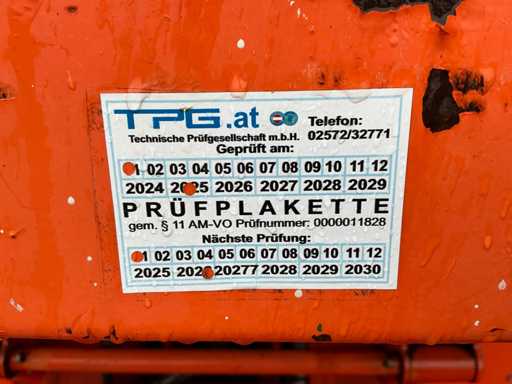 TPG.at
Telefon:
Technische Prüfgesellschaft m.b.H. 02572/32771
Geprüft am:
1 02 03 04 05 06 07 08 09 10 11 12
2024 2025 2026 2027 2028 2029
PRÜFPLAKETTE
gem. § 11 AM-VO Prüfnummer: 0000011828
Nächste Prüfung:
1 02 03 04 05 06 07 08 09 10 11 12
2025 2026 2027 2028 2029 2030